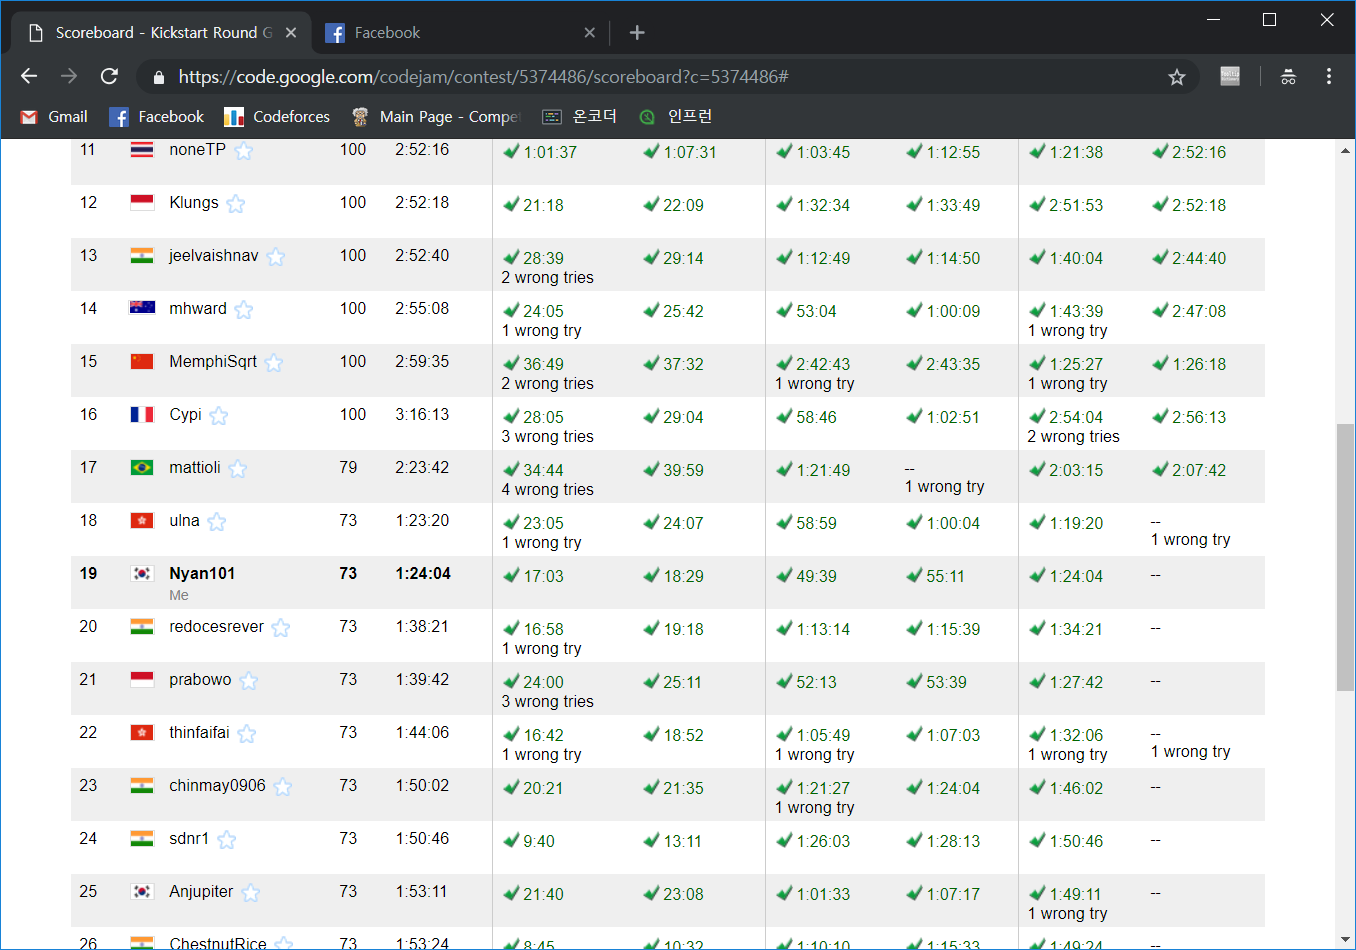 Scoreboard - Kickstart Round G
Facebook
https://code.google.com/codejam/contest/5374486/scoreboard?c=5374486#
Gmail Facebook Codeforces Main Page - Compet 온코더 인프런
11 noneTP 100 2:52:16 1:01:37 1:07:31 1:03:45 1:12:55 1:21:38 2:52:16
12 Klungs 100 2:52:18 21:18 22:09 1:32:34 1:33:49 2:51:53 2:52:18
13 jeelvaishnav 100 2:52:40 28:39 29:14 1:12:49 1:14:50 1:40:04 2:44:40
2 wrong tries
14 mhward 100 2:55:08 24:05 25:42 53:04 1:00:09 1:43:39 2:47:08
1 wrong try 1 wrong try
15 MemphiSqrt 100 2:59:35 36:49 37:32 2:42:43 2:43:35 1:25:27 1:26:18
2 wrong tries 1 wrong try 1 wrong try
16 Cypi 100 3:16:13 28:05 29:04 58:46 1:02:51 2:54:04 2:56:13
3 wrong tries 2 wrong tries
17 mattioli 79 2:23:42 34:44 39:59 1:21:49 -- 2:03:15 2:07:42
4 wrong tries 1 wrong try
18 ulna 73 1:23:20 23:05 24:07 58:59 1:00:04 1:19:20 --
1 wrong try 1 wrong try
19 Nyan101 73 1:24:04 17:03 18:29 49:39 55:11 1:24:04 --
Me
20 redocesrever 73 1:38:21 16:58 19:18 1:13:14 1:15:39 1:34:21 --
1 wrong try
21 prabowo 73 1:39:42 24:00 25:11 52:13 53:39 1:27:42 --
3 wrong tries
22 thinfaifai 73 1:44:06 16:42 18:52 1:05:49 1:07:03 1:32:06 --
1 wrong try 1 wrong try 1 wrong try 1 wrong try
23 chinmay0906 73 1:50:02 20:21 21:35 1:21:27 1:24:04 1:46:02 --
1 wrong try
24 sdnr1 73 1:50:46 9:40 13:11 1:26:03 1:28:13 1:50:46 --
25 Anjupiter 73 1:53:11 21:40 23:08 1:01:33 1:07:17 1:49:11 --
1 wrong try
26 ChestnutRice 73 1:53:24 8:45 10:32 1:10:10 1:15:33 1:49:24 --